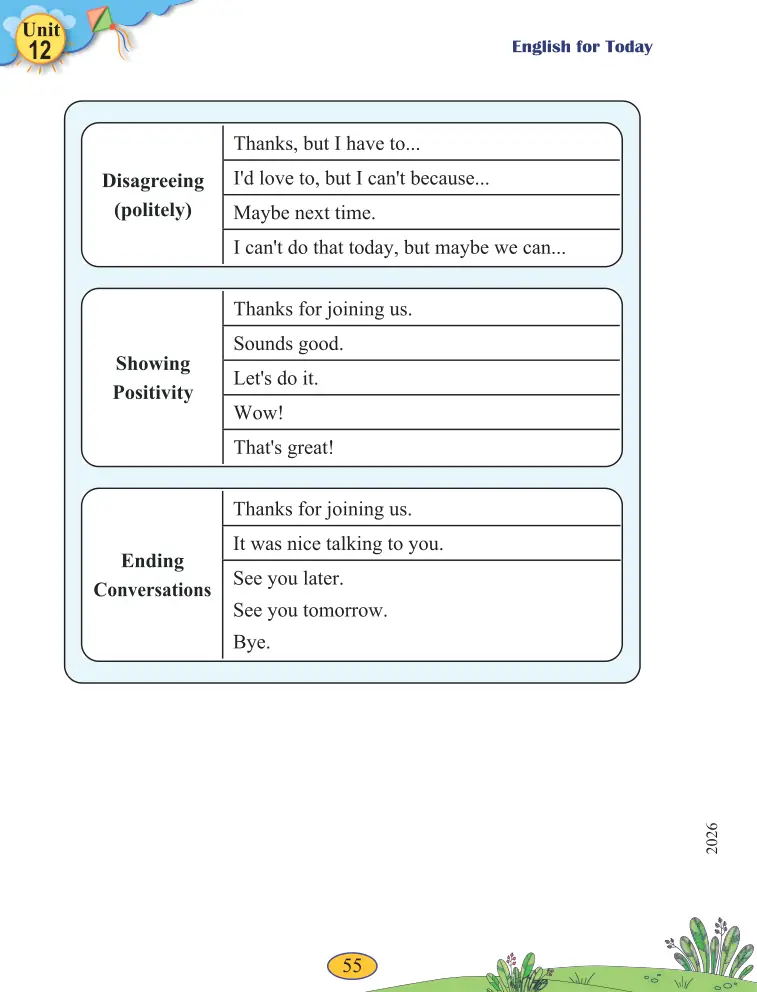 Unit
12
English for Today
Disagreeing
(politely)
Thanks, but I have to...
I'd love to, but I can't because...
Maybe next time.
I can't do that today, but maybe we can...
Showing
Positivity
Thanks for joining us.
Sounds good.
Let's do it.
Wow!
That's great!
Ending
Conversations
Thanks for joining us.
It was nice talking to you.
See you later.
See you tomorrow.
Bye.
2026
55